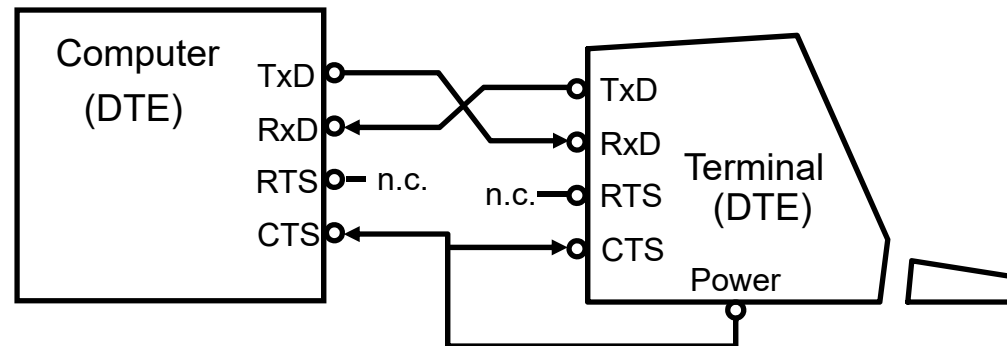 Computer
(DTE)
TxD
RxD
RTS
CTS
n.c.
n.c.
TxD
RxD
RTS
CTS
Terminal
(DTE)
Power